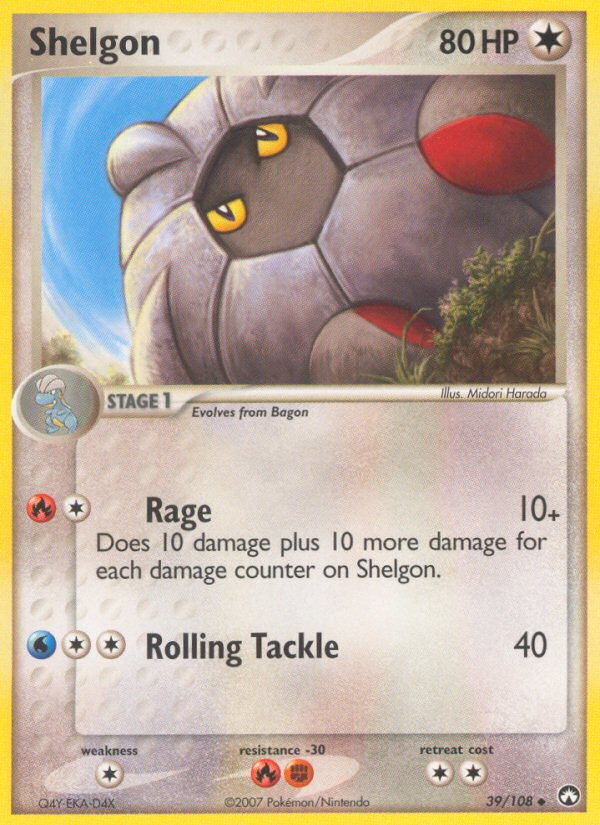 Shelgon
80 HP
Illus. Midori Harada
STAGE 1
Evolves from Bagon
Rage 10+
Does 10 damage plus 10 more damage for
each damage counter on Shelgon.
Rolling Tackle 40
weakness resistance -30 retreat cost
Q4Y-EKA-D4X ©2007 Pokémon/Nintendo 39/108